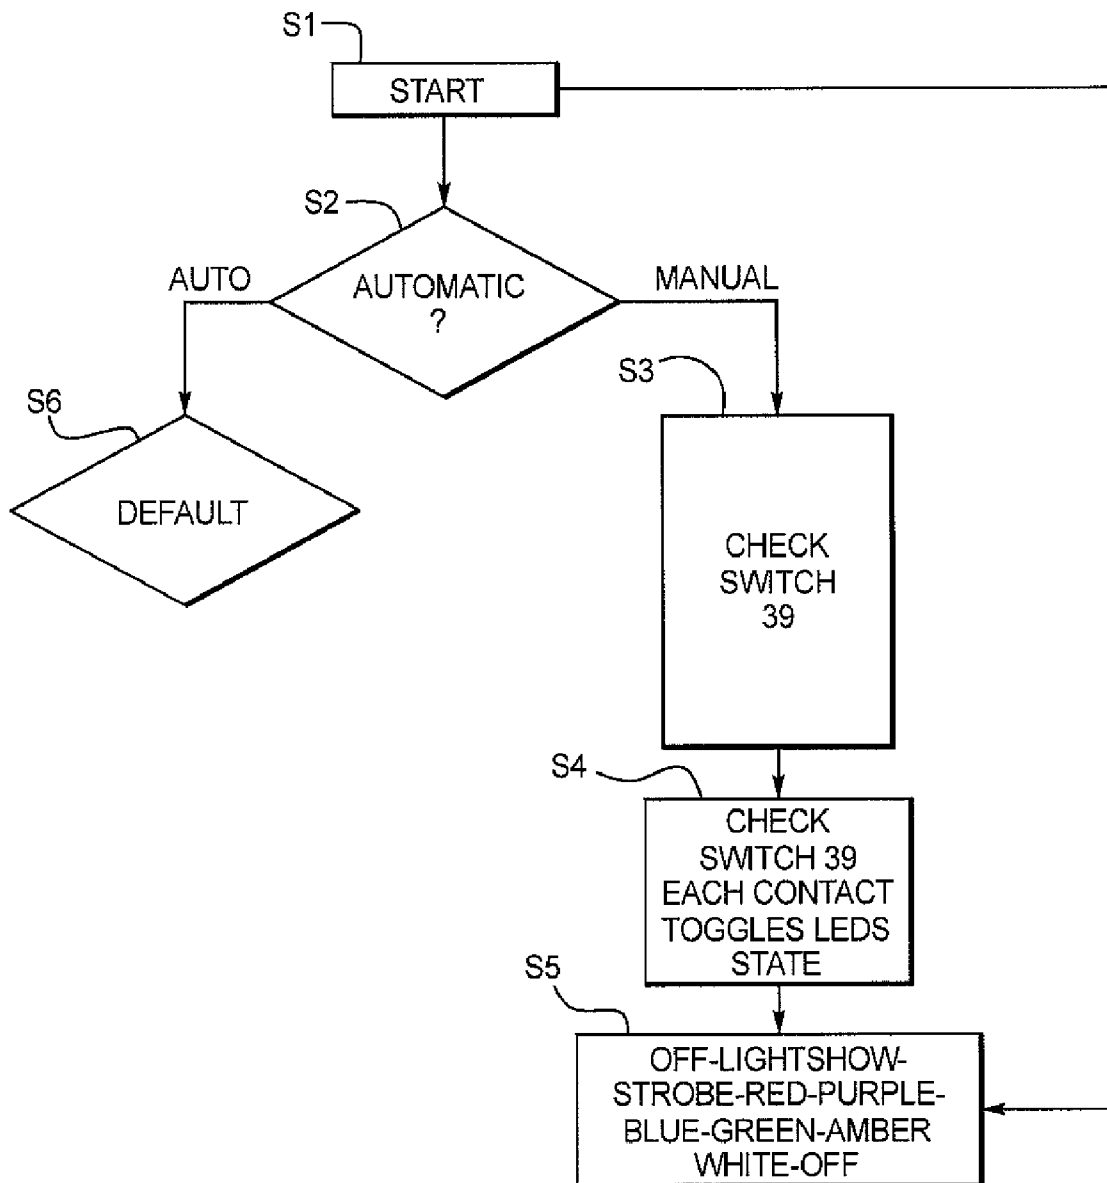 S1
START
S2
AUTO
AUTOMATIC
?
MANUAL
S3
S6
DEFAULT
CHECK
SWITCH
39
S4
CHECK
SWITCH 39
EACH CONTACT
TOGGLES LEDS
STATE
S5
OFF-LIGHTSHOW-
STROBE-RED-PURPLE-
BLUE-GREEN-AMBER
WHITE-OFF